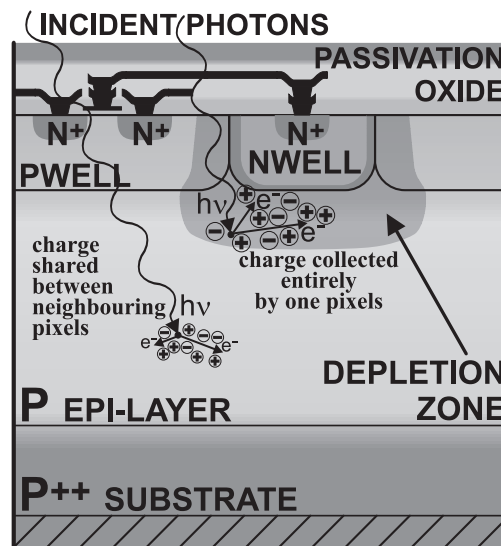 INCIDENT PHOTONS
PASSIVATION
OXIDE
N+
N+
N+
PWELL
NWELL
hν
e-
e-
charge
shared
between
neighbouring
pixels
charge collected
entirely
by one pixels
hν
e-
e-
DEPLETION
ZONE
P EPI-LAYER
P++ SUBSTRATE